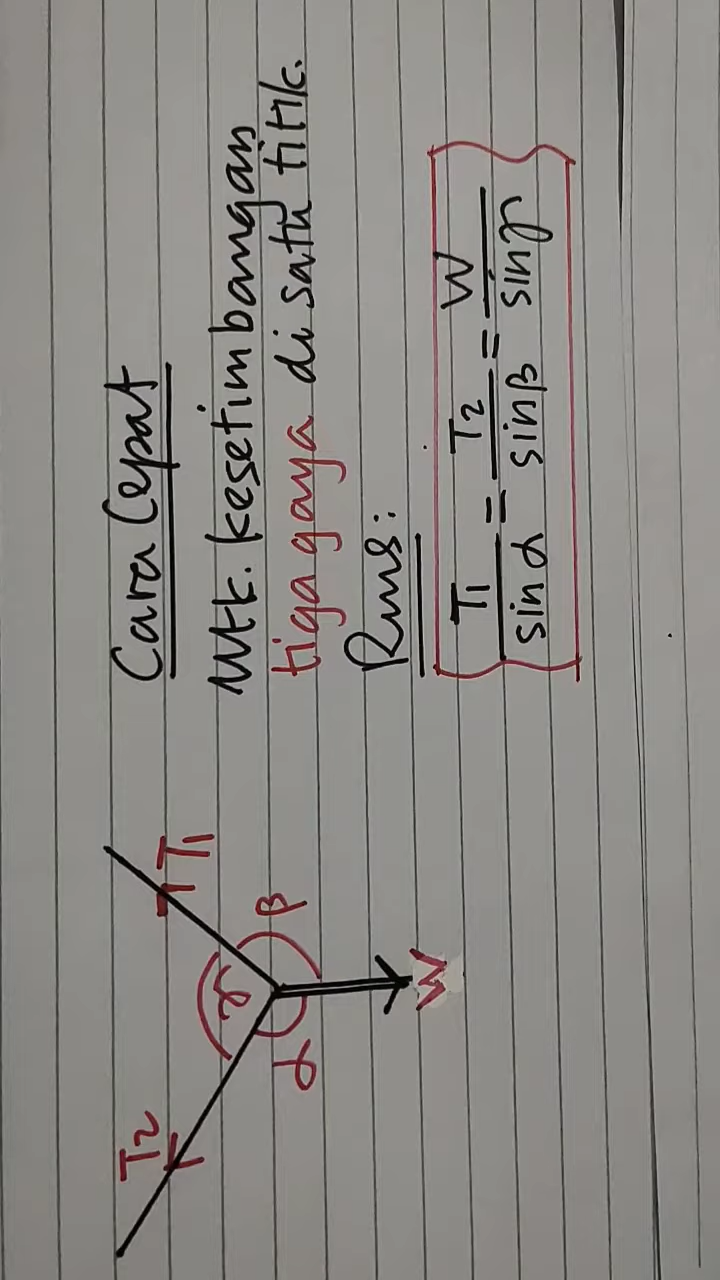 Cara Cepat
Utk. kesetimbangan
tiga gaya di satu titik.
Rms:
T1/sin α = T2/sin β = W/sin γ
T2
T1
γ
α
β
W